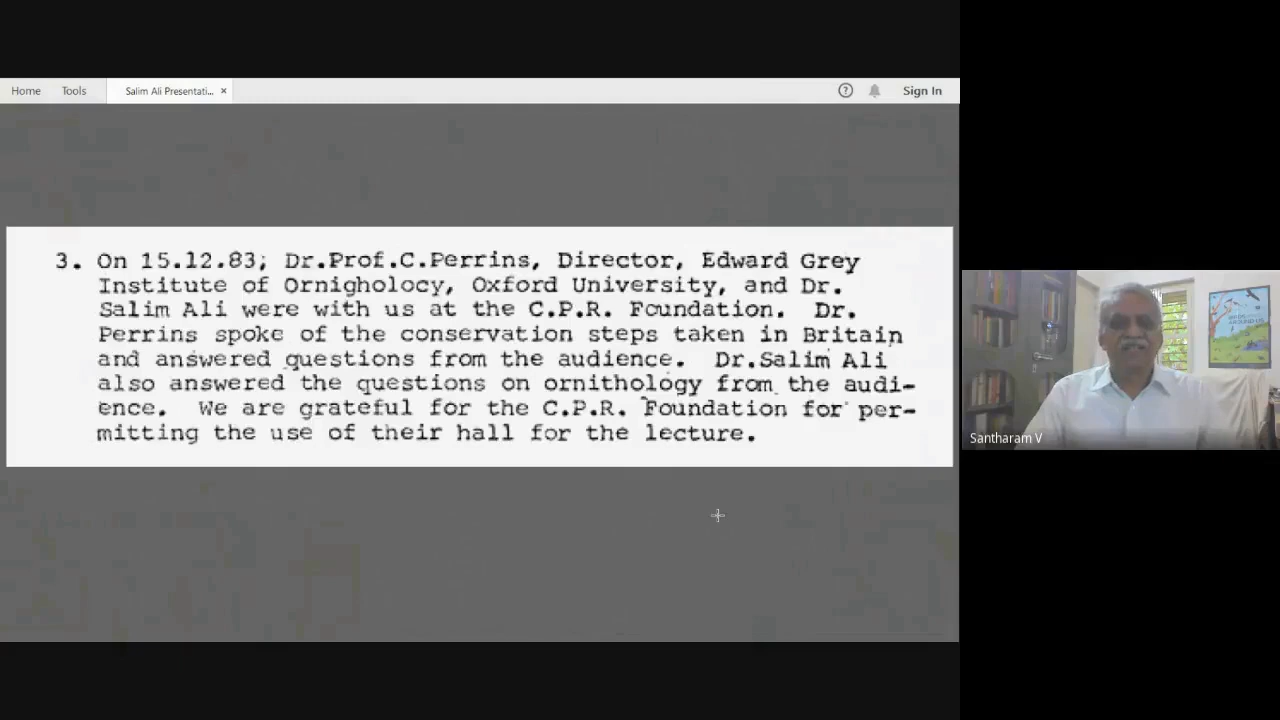 Home Tools Salim Ali Presentati... × ? Sign In
3. On 15.12.83; Dr.Prof.C.Perrins, Director, Edward Grey
Institute of Ornigholocy, Oxford University, and Dr.
Salim Ali were with us at the C.P.R. Foundation. Dr.
Perrins spoke of the conservation steps taken in Britain
and answered questions from the audience. Dr.Salim Ali
also answered the questions on ornithology from the audi-
ence. We are grateful for the C.P.R. Foundation for per-
mitting the use of their hall for the lecture.
Santharam V